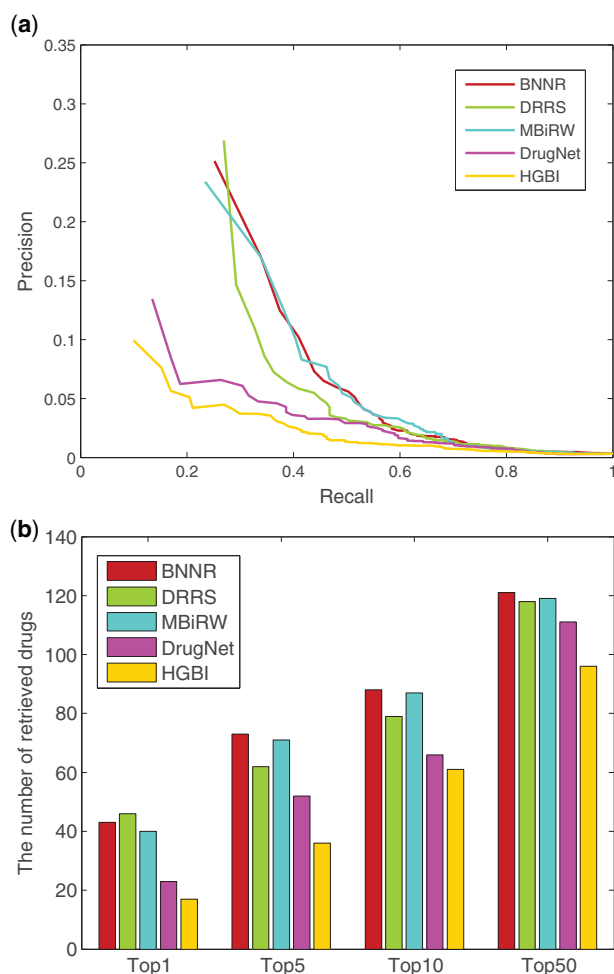 (a)
0.35
0.3
0.25
0.2
0.15
0.1
0.05
0
Precision
BNNR
DRRS
MBiRW
DrugNet
HGBI
0 0.2 0.4 0.6 0.8 1
Recall
(b)
140
120
100
80
60
40
20
0
The number of retrieved drugs
BNNR
DRRS
MBiRW
DrugNet
HGBI
Top1 Top5 Top10 Top50